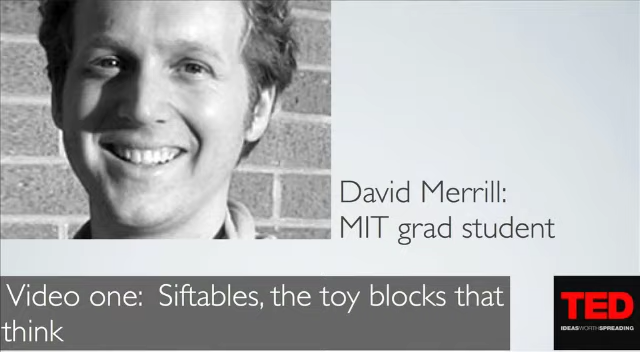 David Merrill:
MIT grad student
Video one:  Siftables, the toy blocks that
think
TED
IDEAS WORTH SPREADING